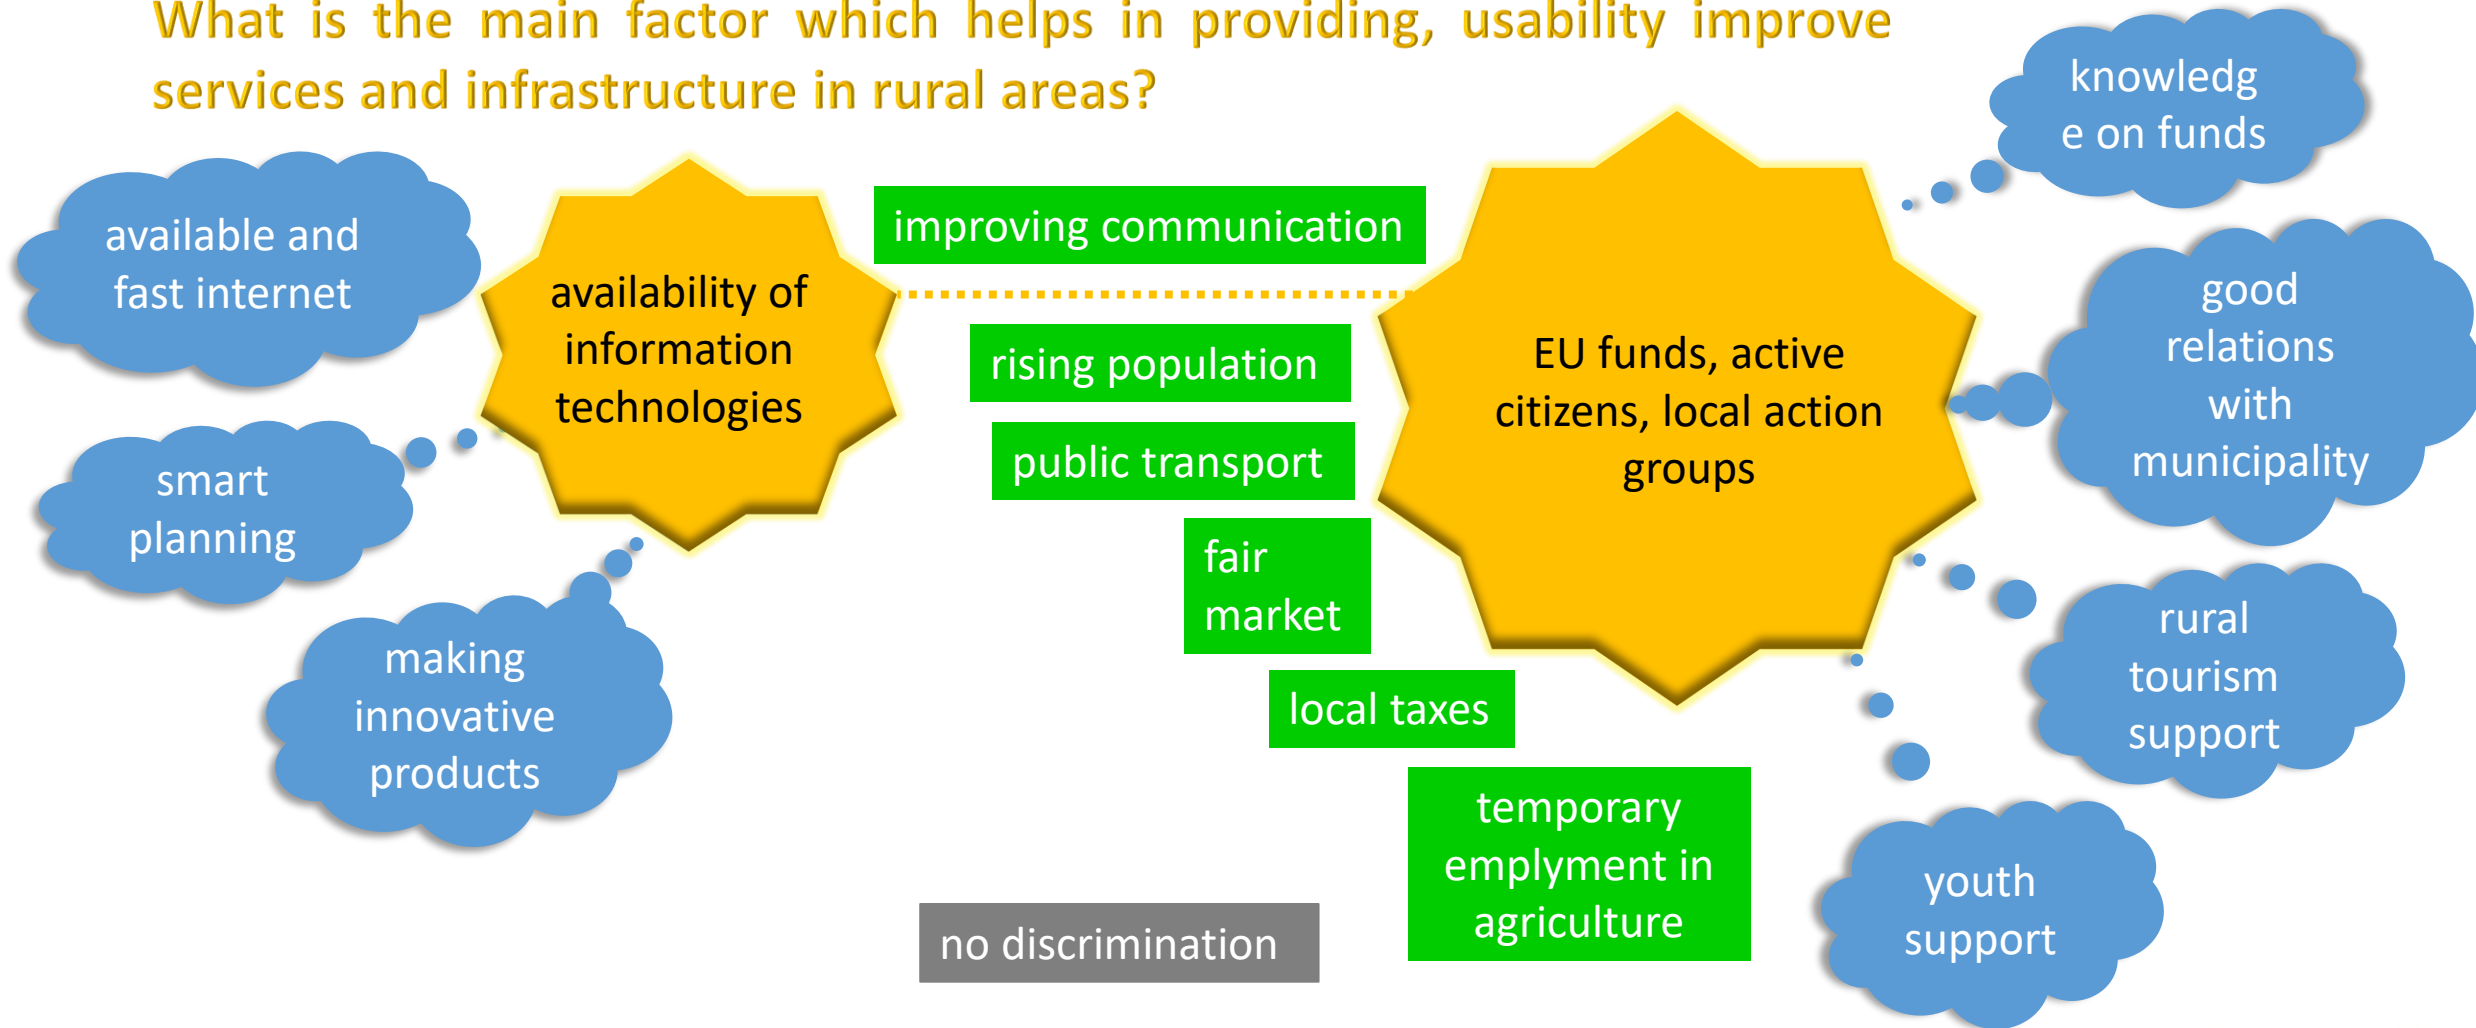 What is the main factor which helps in providing, usability improve
services and infrastructure in rural areas?
available and
fast internet
smart
planning
making
innovative
products
availability of
information
technologies
improving communication
rising population
public transport
fair
market
local taxes
temporary
emplyment in
agriculture
no discrimination
EU funds, active
citizens, local action
groups
knowledg
e on funds
good
relations
with
municipality
rural
tourism
support
youth
support